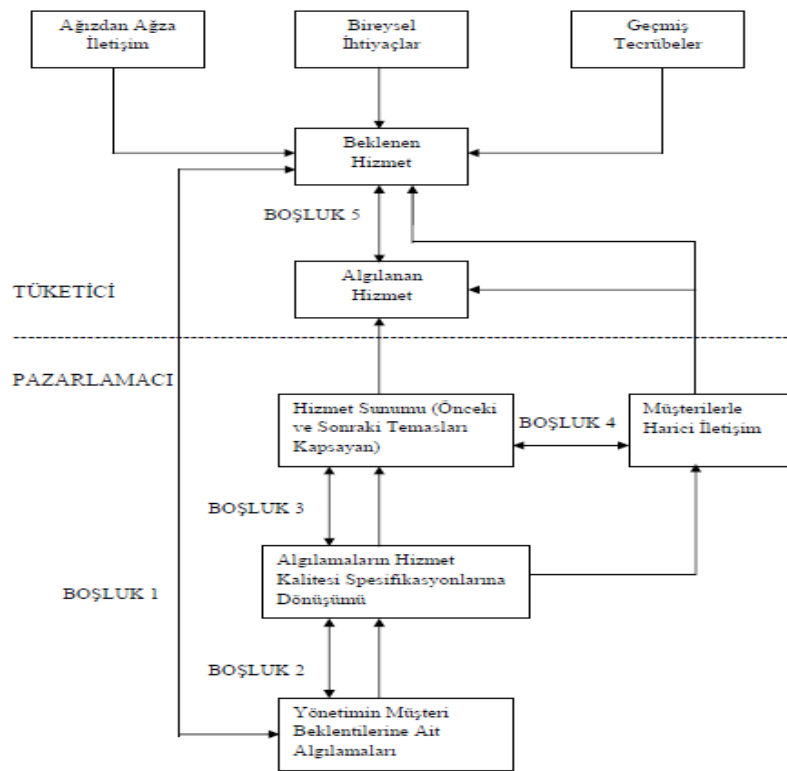 Ağızdan Ağza
İletişim
Bireysel
İhtiyaçlar
Geçmiş
Tecrübeler
Beklenen
Hizmet
BOŞLUK 5
Algılanan
Hizmet
TÜKETİCİ
PAZARLAMACI
Hizmet Sunumu (Önceki
ve Sonraki Temasları
Kapsayan)
BOŞLUK 4
Müşterilerle
Harici İletişim
BOŞLUK 3
Algılamaların Hizmet
Kalitesi Spesifikasyonlarına
Dönüşümü
BOŞLUK 1
BOŞLUK 2
Yönetimin Müşteri
Beklentilerine Ait
Algılamaları